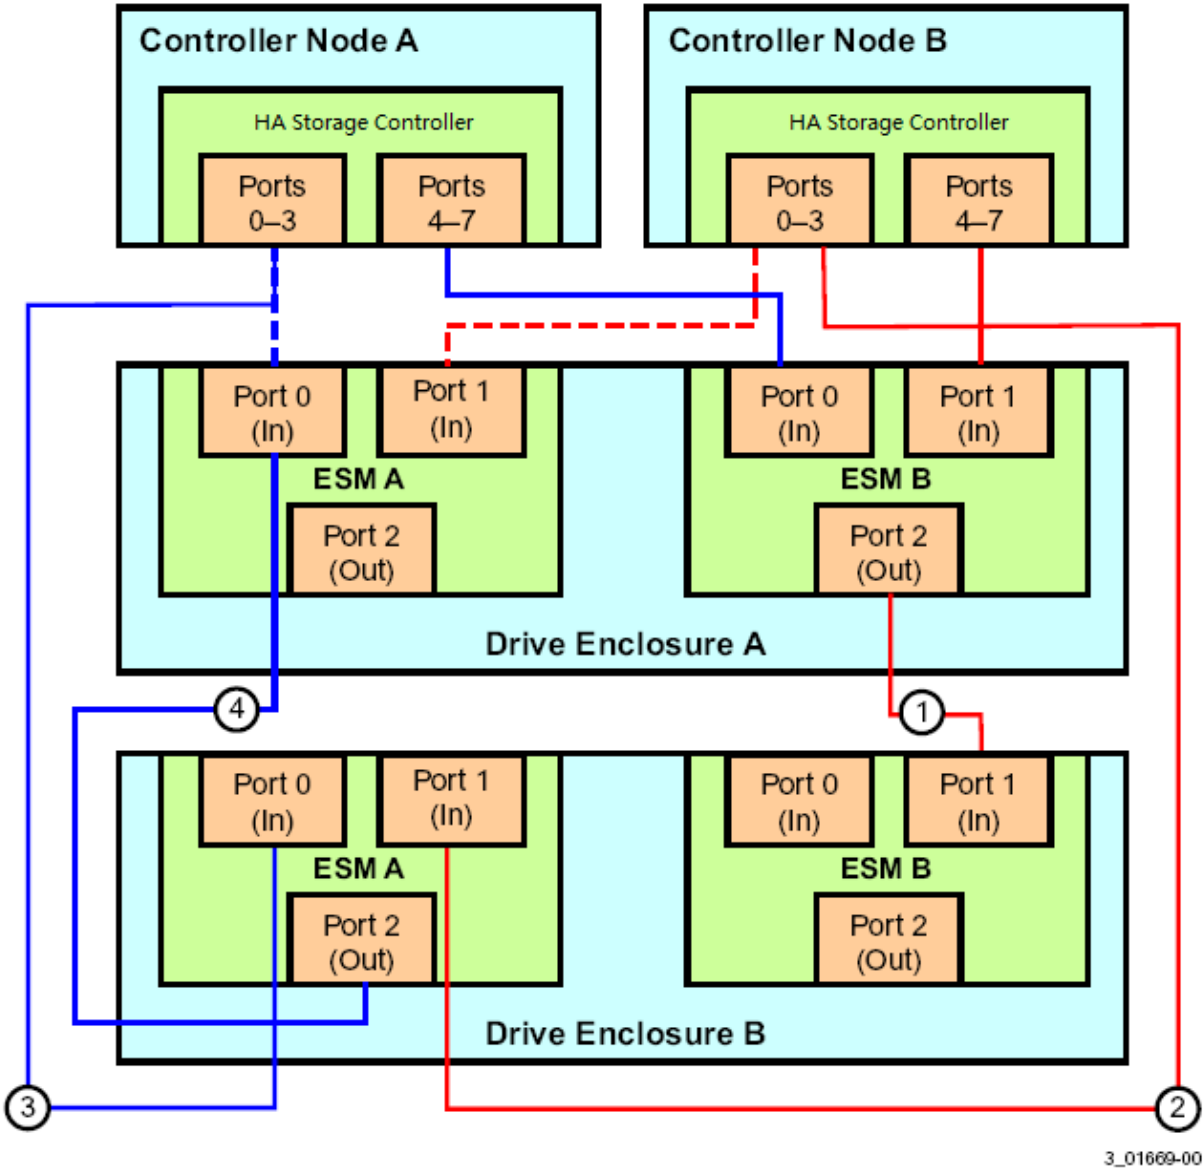 Controller Node A
Controller Node B
HA Storage Controller
HA Storage Controller
Ports
0–3
Ports
4–7
Ports
0–3
Ports
4–7
Port 0
(In)
Port 1
(In)
Port 0
(In)
Port 1
(In)
ESM A
ESM B
Port 2
(Out)
Port 2
(Out)
Drive Enclosure A
4
1
Port 0
(In)
Port 1
(In)
Port 0
(In)
Port 1
(In)
ESM A
ESM B
Port 2
(Out)
Port 2
(Out)
Drive Enclosure B
3
2
3_01669-00